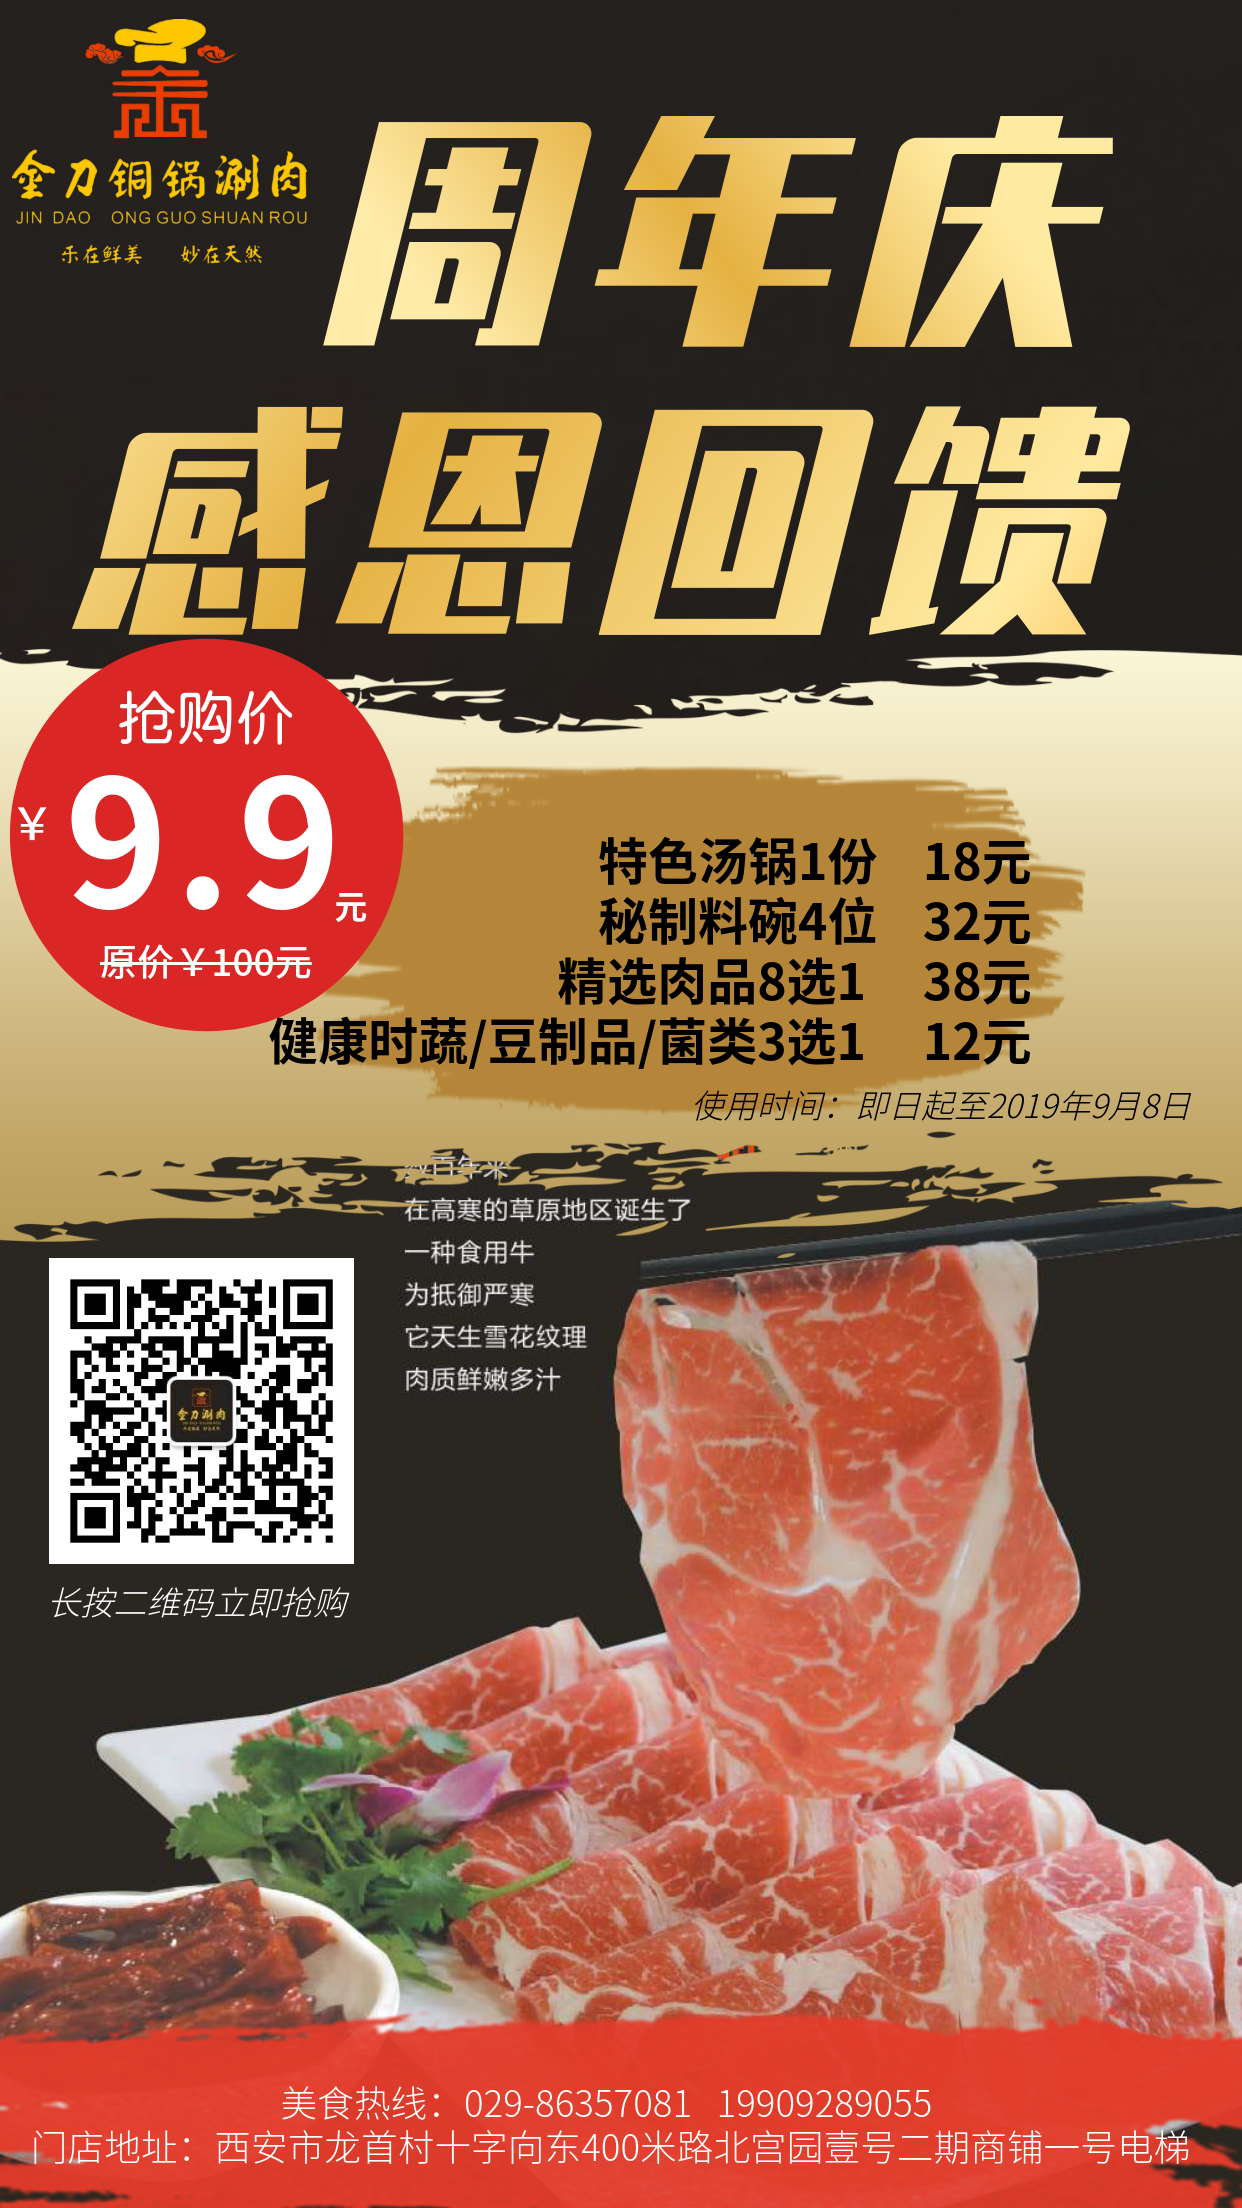 金刀铜锅涮肉
JIN DAO ONG GUO SHUAN ROU
乐在鲜美 妙在天然
周年庆
感恩回馈
抢购价
¥ 9.9 元
原价￥100元
特色汤锅1份 18元
秘制料碗4位 32元
精选肉品8选1 38元
健康时蔬/豆制品/菌类3选1 12元
使用时间：即日起至2019年9月8日
数百年来
在高寒的草原地区诞生了
一种食用牛
为抵御严寒
它天生雪花纹理
肉质鲜嫩多汁
金刀涮肉
长按二维码立即抢购
美食热线：029-86357081 19909289055
门店地址：西安市龙首村十字向东400米路北宫园壹号二期商铺一号电梯